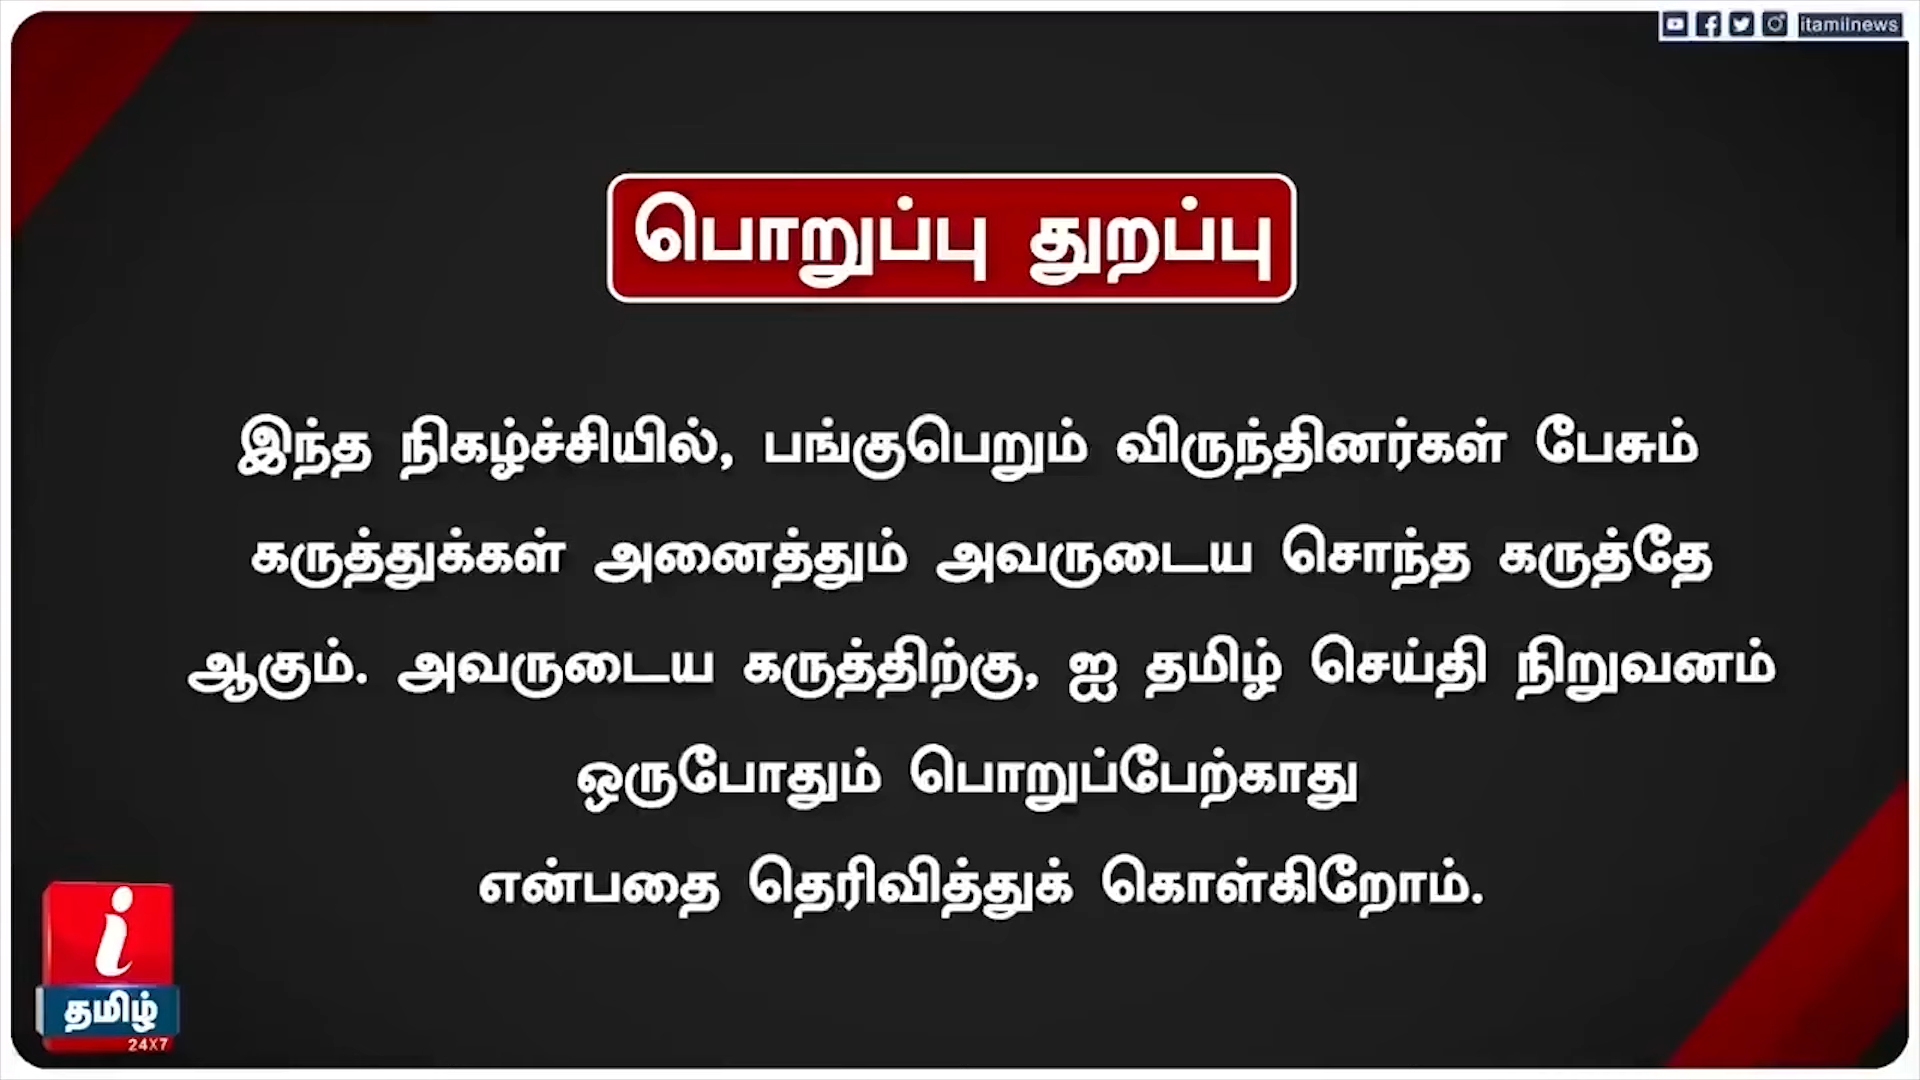 itamilnews
பொறுப்பு துறப்பு
இந்த நிகழ்ச்சியில், பங்குபெறும் விருந்தினர்கள் பேசும்
கருத்துக்கள் அனைத்தும் அவருடைய சொந்த கருத்தே
ஆகும். அவருடைய கருத்திற்கு, ஐ தமிழ் செய்தி நிறுவனம்
ஒருபோதும் பொறுப்பேற்காது
என்பதை தெரிவித்துக் கொள்கிறோம்.
i
தமிழ்
24X7